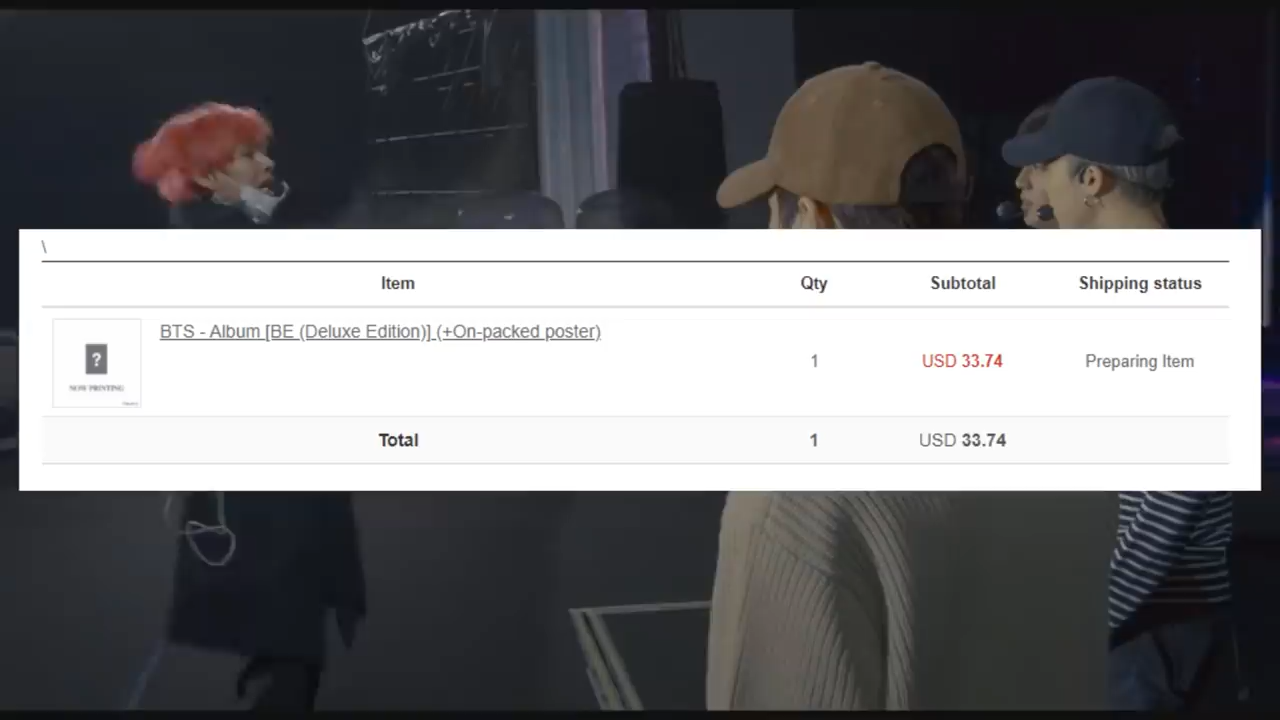 \
Item Qty Subtotal Shipping status
BTS - Album [BE (Deluxe Edition)] (+On-packed poster)
?
NOW PRINTING
1 USD 33.74 Preparing Item
Total 1 USD 33.74